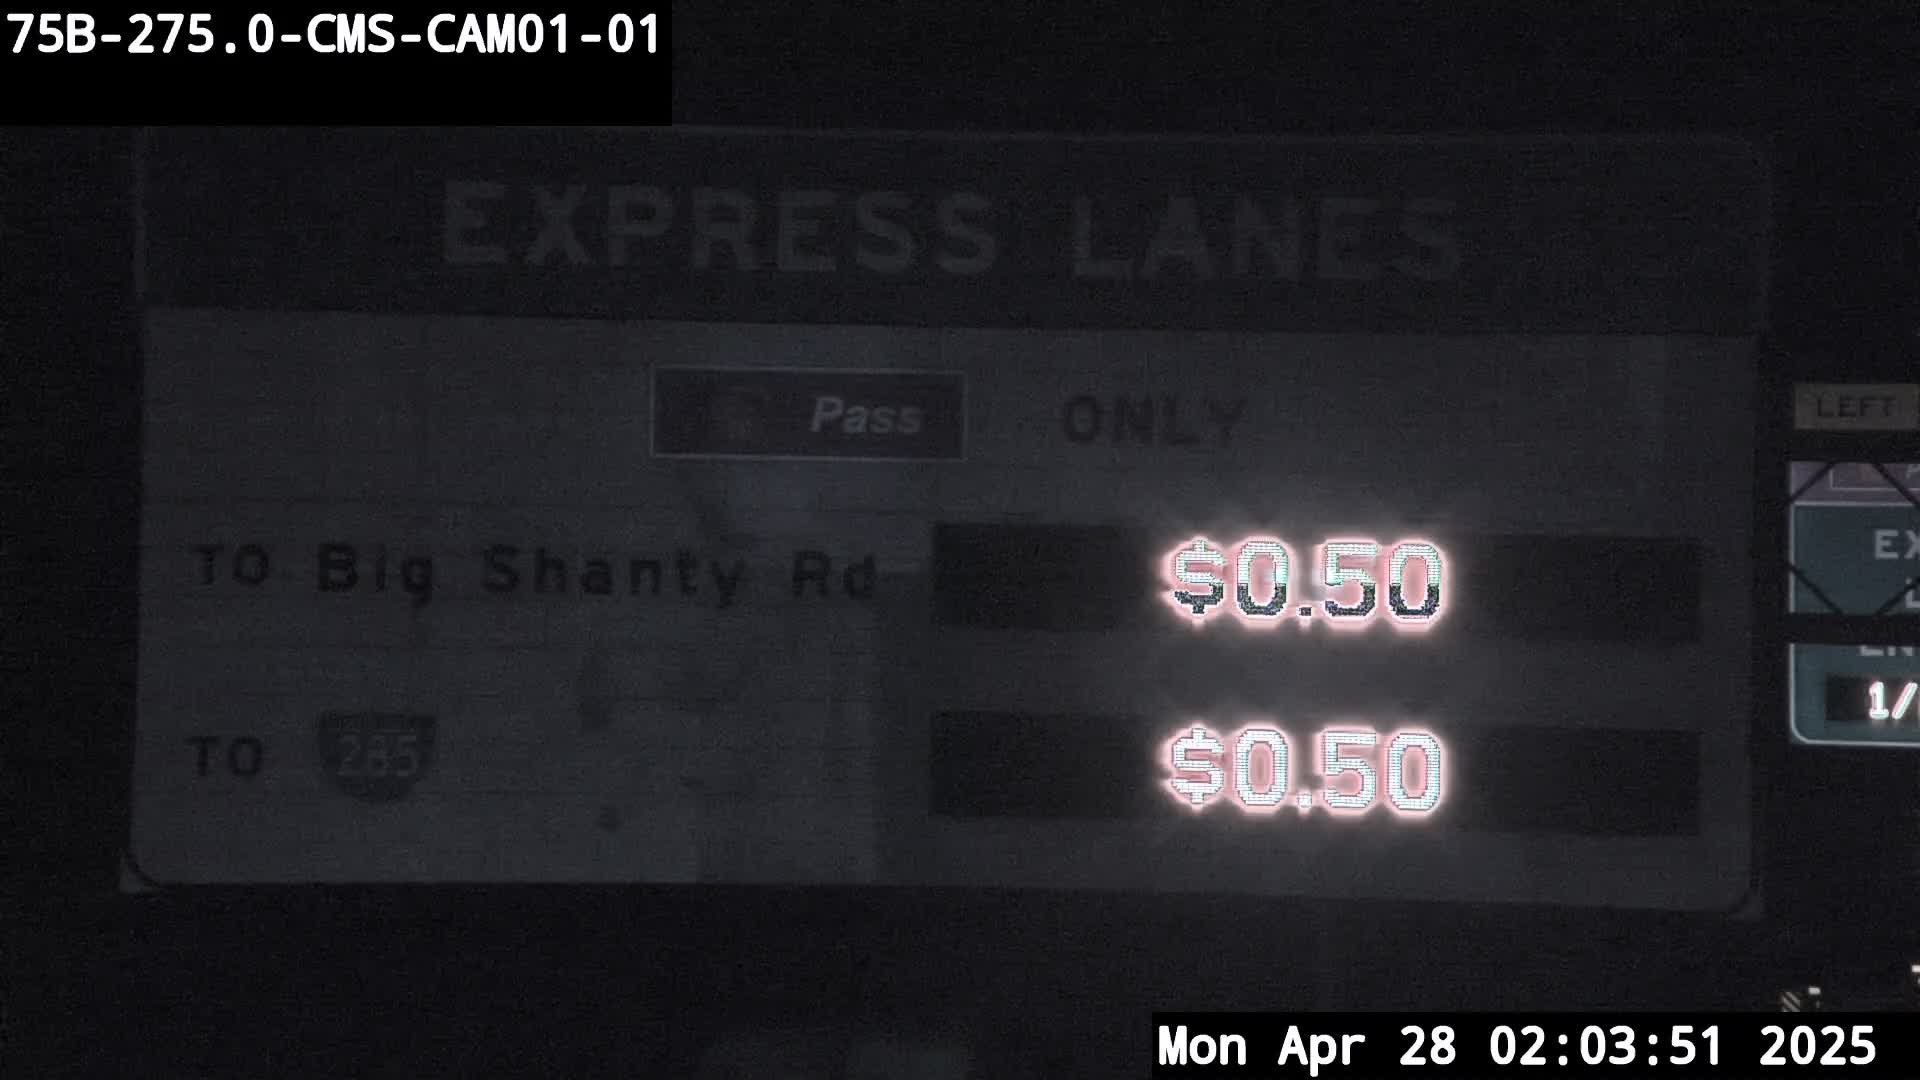 75B-275.0-CMS-CAM01-01
EXPRESS LANES
Pass ONLY
TO Big Shanty Rd $0.50
TO 285 $0.50
LEFT
1/
Mon Apr 28 02:03:51 2025